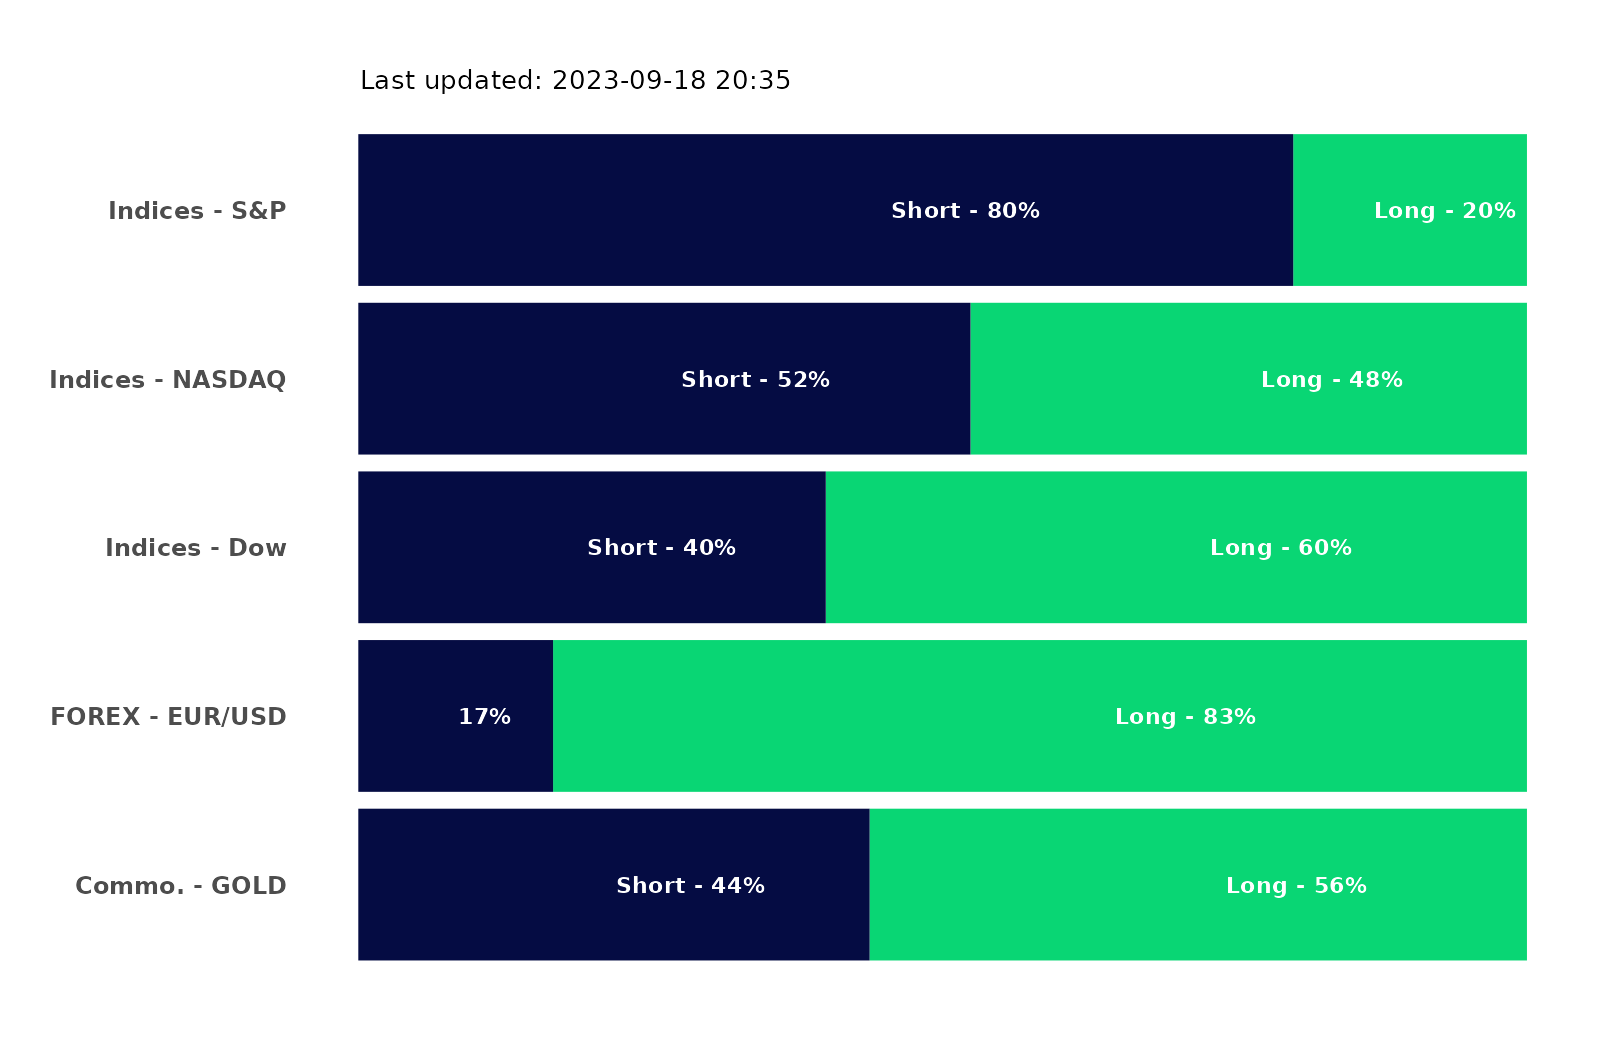 Last updated: 2023-09-18 20:35
Indices - S&P Short - 80% Long - 20%
Indices - NASDAQ Short - 52% Long - 48%
Indices - Dow Short - 40% Long - 60%
FOREX - EUR/USD 17% Long - 83%
Commo. - GOLD Short - 44% Long - 56%